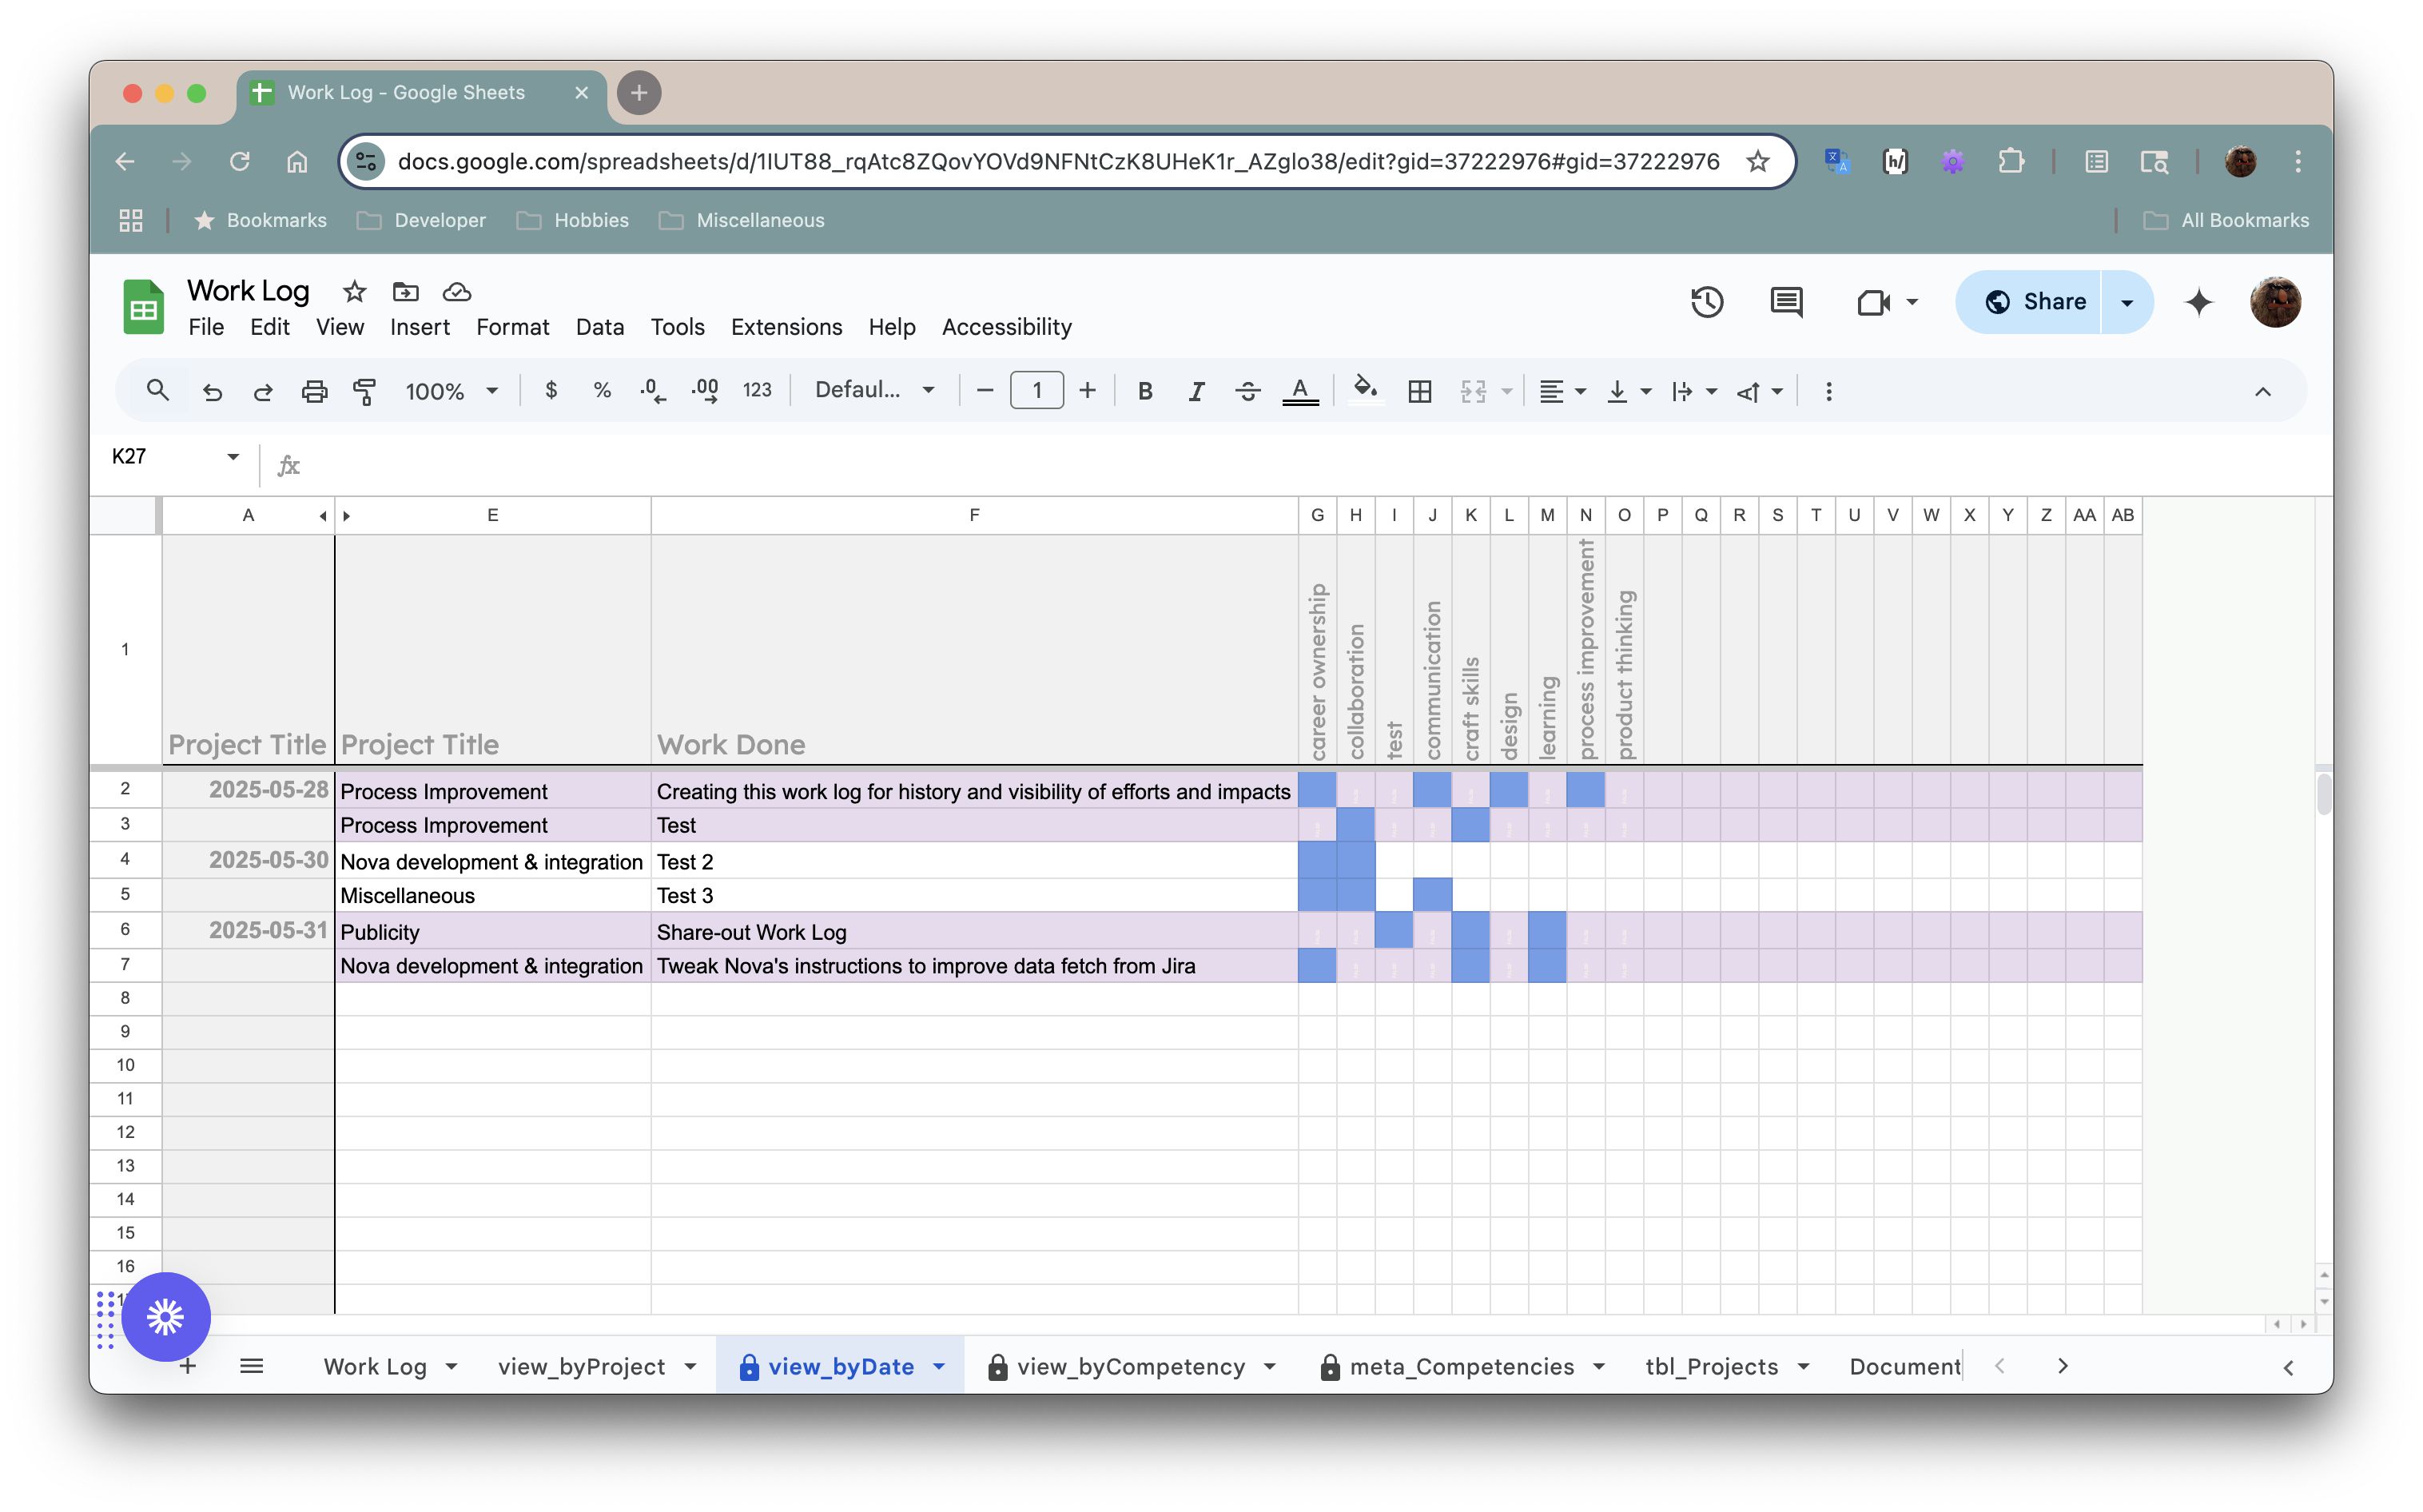 Work Log - Google Sheets
docs.google.com/spreadsheets/d/1IUT88_rqAtc8ZQovYOVd9NFNtCzK8UHeK1r_AZglo38/edit?gid=37222976#gid=37222976
Bookmarks Developer Hobbies Miscellaneous All Bookmarks
Work Log
Share
File Edit View Insert Format Data Tools Extensions Help Accessibility
100% $ % .0 .00 123 Defaul... 1 B I A
K27 fx
A E F G H I J K L M N O P Q R S T U V W X Y Z AA AB
1 Project Title Project Title Work Done
career ownership
collaboration
test
communication
craft skills
design
learning
process improvement
product thinking
2 2025-05-28 Process Improvement Creating this work log for history and visibility of efforts and impacts
3 Process Improvement Test
4 2025-05-30 Nova development & integration Test 2
5 Miscellaneous Test 3
6 2025-05-31 Publicity Share-out Work Log
7 Nova development & integration Tweak Nova's instructions to improve data fetch from Jira
8
9
10
11
12
13
14
15
16
Work Log view_byProject view_byDate view_byCompetency meta_Competencies tbl_Projects Document